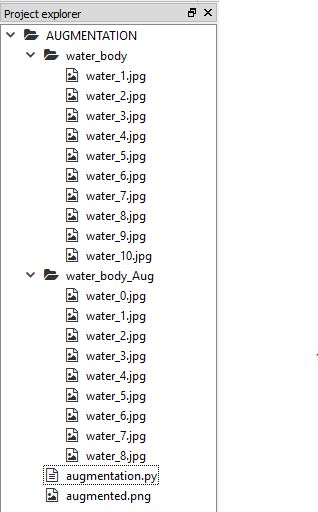 Project explorer
AUGMENTATION
water_body
water_1.jpg
water_2.jpg
water_3.jpg
water_4.jpg
water_5.jpg
water_6.jpg
water_7.jpg
water_8.jpg
water_9.jpg
water_10.jpg
water_body_Aug
water_0.jpg
water_1.jpg
water_2.jpg
water_3.jpg
water_4.jpg
water_5.jpg
water_6.jpg
water_7.jpg
water_8.jpg
augmentation.py
augmented.png